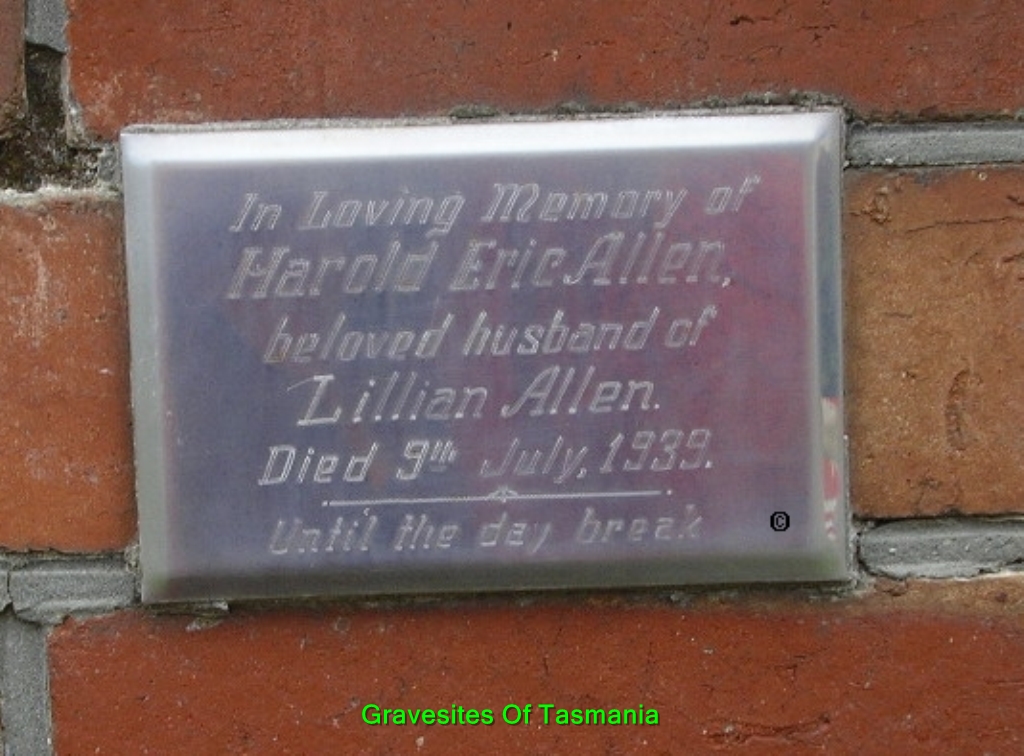 In Loving Memory of
Harold Eric Allen,
beloved husband of
Lillian Allen.
Died 9th July, 1939.
Until the day break
©
Gravesites Of Tasmania